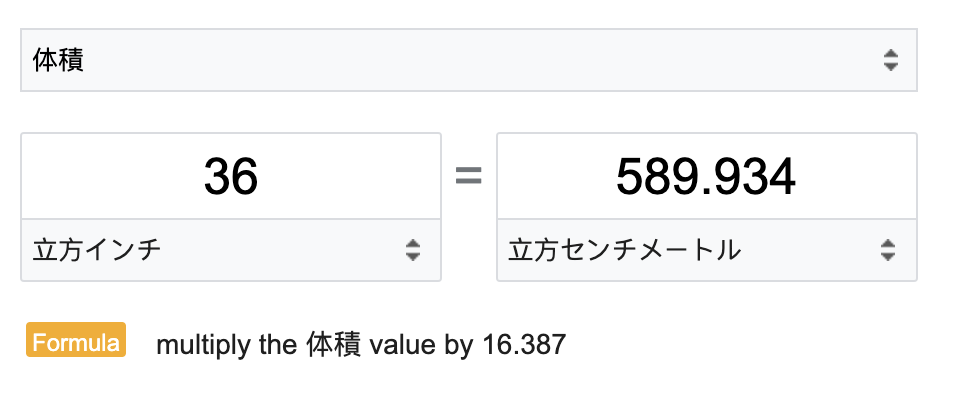 体積
36 = 589.934
立方インチ 立方センチメートル
Formula multiply the 体積 value by 16.387